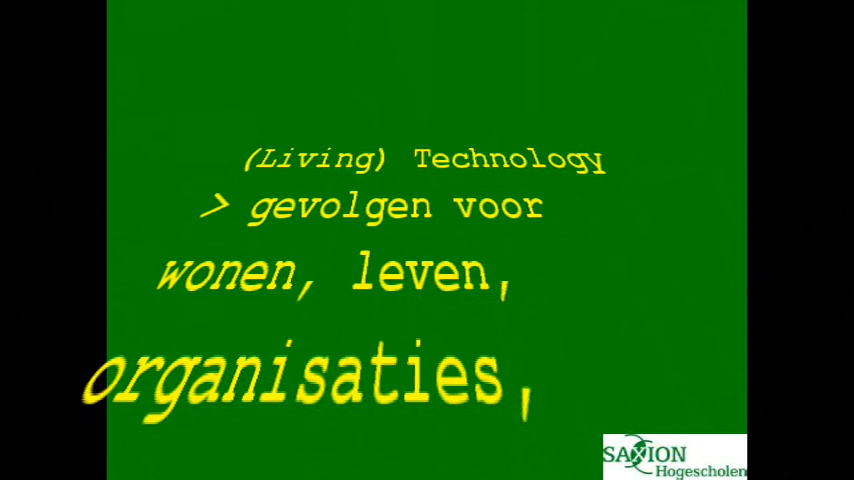 (Living) Technology
> gevolgen voor
wonen, leven,
organisaties,
SAXION
Hogescholen